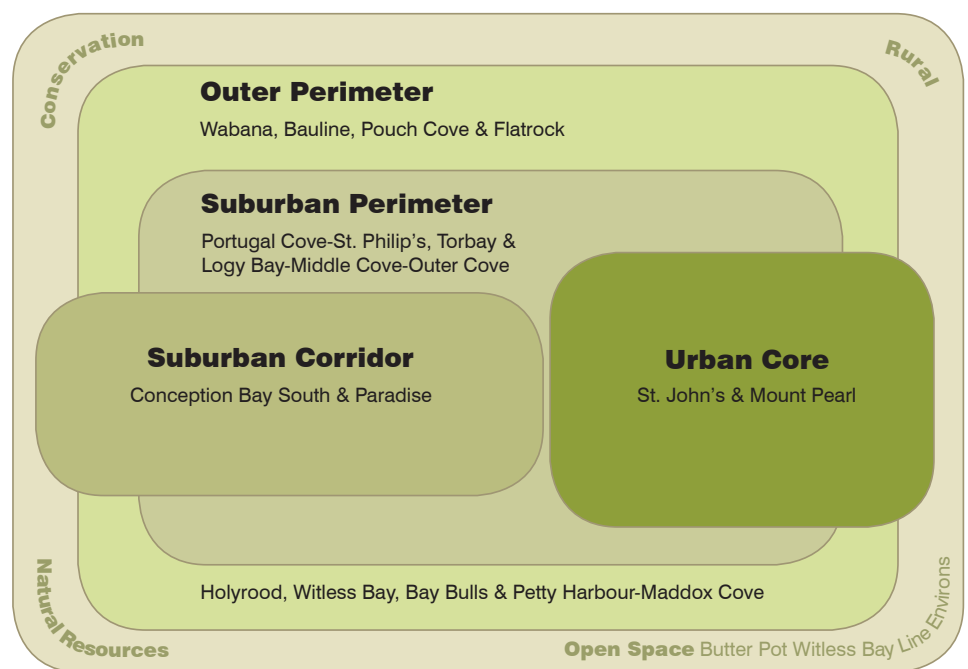 Conservation
Rural
Outer Perimeter
Wabana, Bauline, Pouch Cove & Flatrock
Suburban Perimeter
Portugal Cove-St. Philip’s, Torbay &
Logy Bay-Middle Cove-Outer Cove
Suburban Corridor
Conception Bay South & Paradise
Urban Core
St. John’s & Mount Pearl
Holyrood, Witless Bay, Bay Bulls & Petty Harbour-Maddox Cove
Natural Resources
Open Space Butter Pot Witless Bay Line Environs